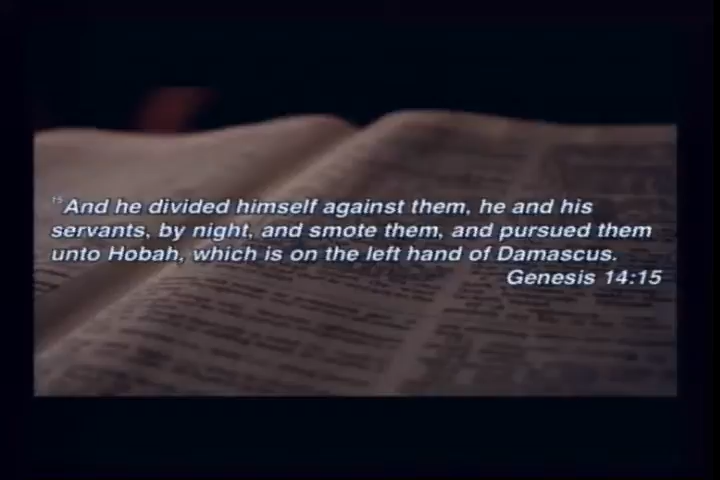 15And he divided himself against them, he and his
servants, by night, and smote them, and pursued them
unto Hobah, which is on the left hand of Damascus.
Genesis 14:15